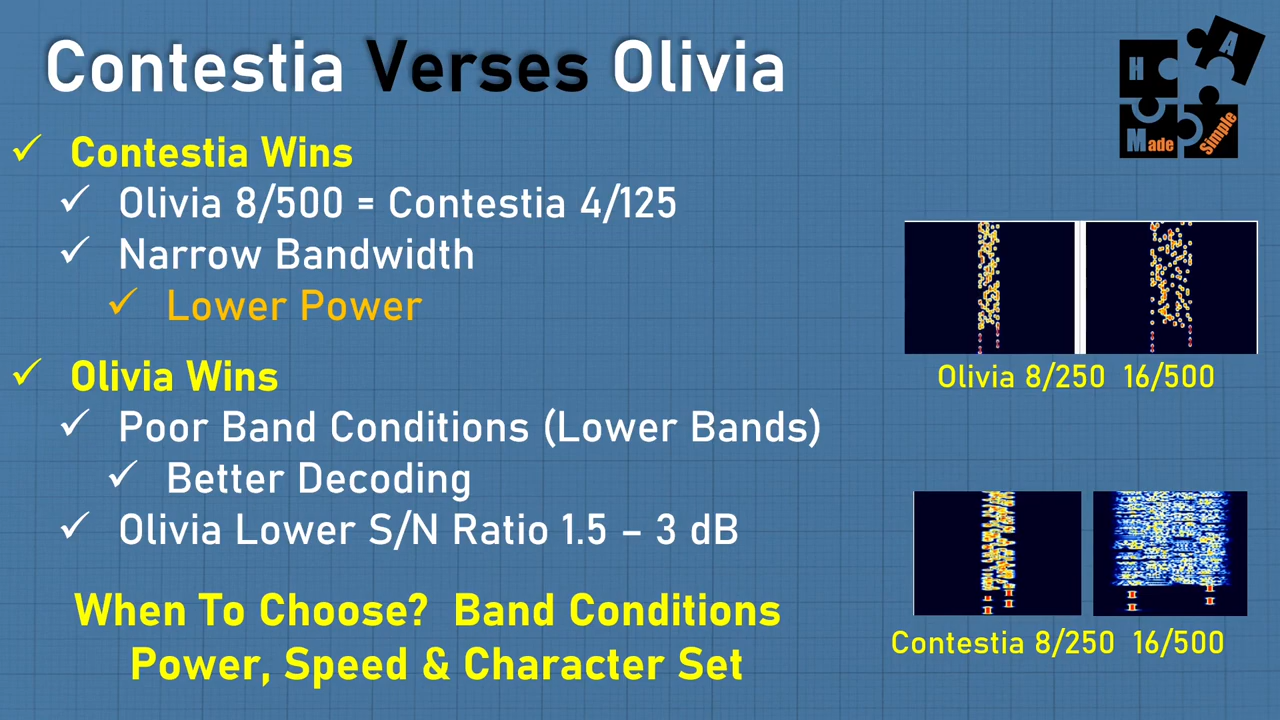 Contestia Verses Olivia
H A
Made Simple
Contestia Wins
Olivia 8/500 = Contestia 4/125
Narrow Bandwidth
Lower Power
Olivia Wins
Poor Band Conditions (Lower Bands)
Better Decoding
Olivia Lower S/N Ratio 1.5 – 3 dB
When To Choose? Band Conditions
Power, Speed & Character Set
Olivia 8/250 16/500
Contestia 8/250 16/500